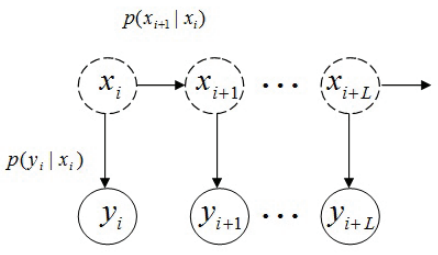 p(x_{i+1} | x_i)
x_i x_{i+1} ... x_{i+L}
p(y_i | x_i)
y_i y_{i+1} ... y_{i+L}